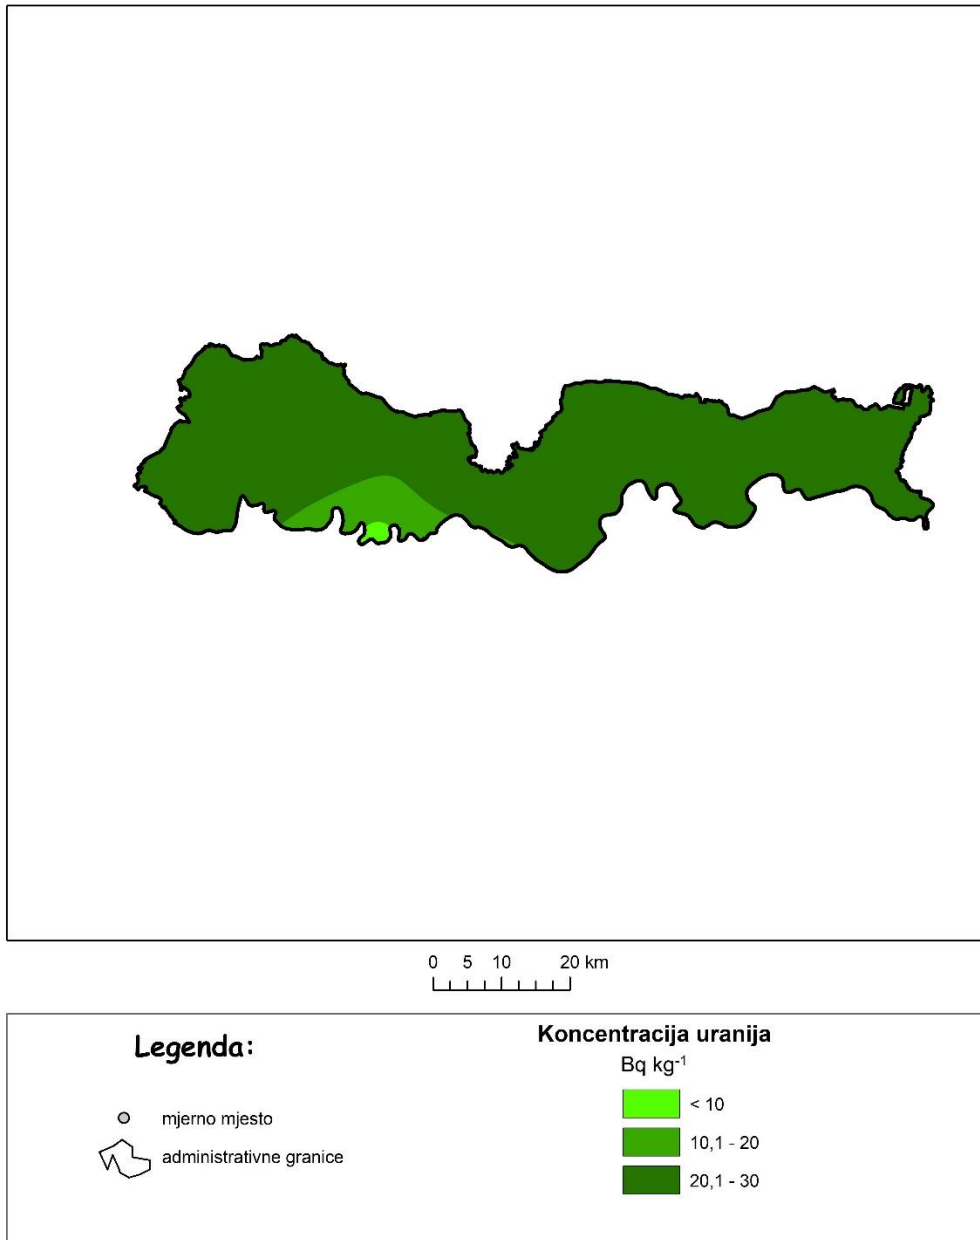 0 5 10 20 km
Legenda:
mjerno mjesto
administrativne granice
Koncentracija uranija
Bq kg⁻¹
< 10
10,1 - 20
20,1 - 30